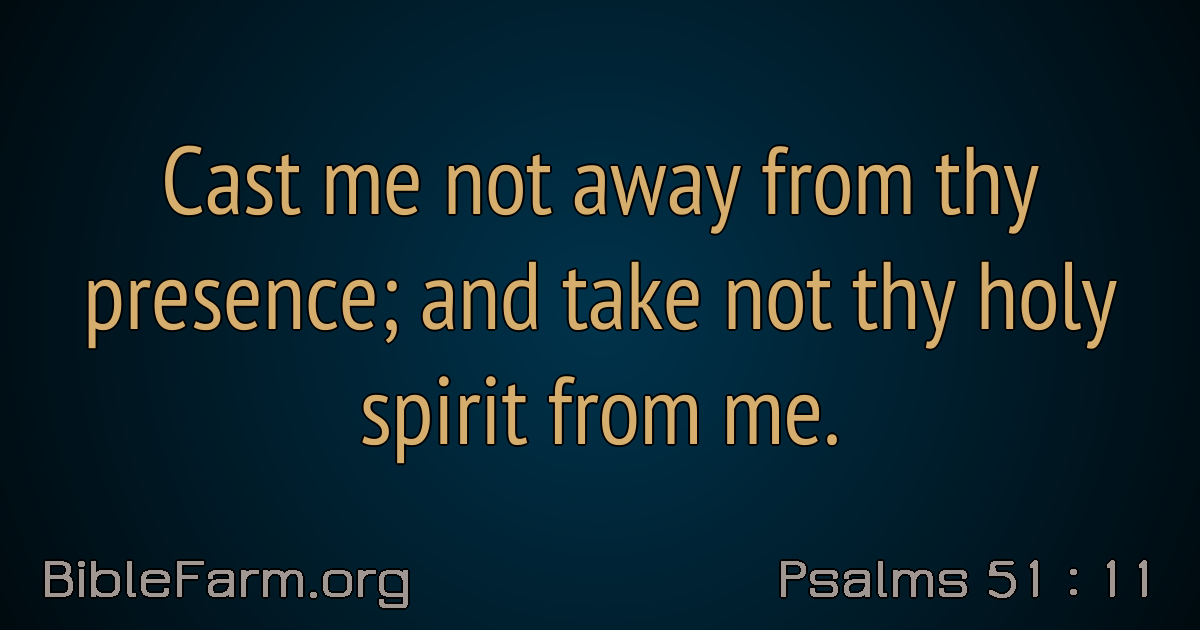 Cast me not away from thy
presence; and take not thy holy
spirit from me.
BibleFarm.org
Psalms 51 : 11